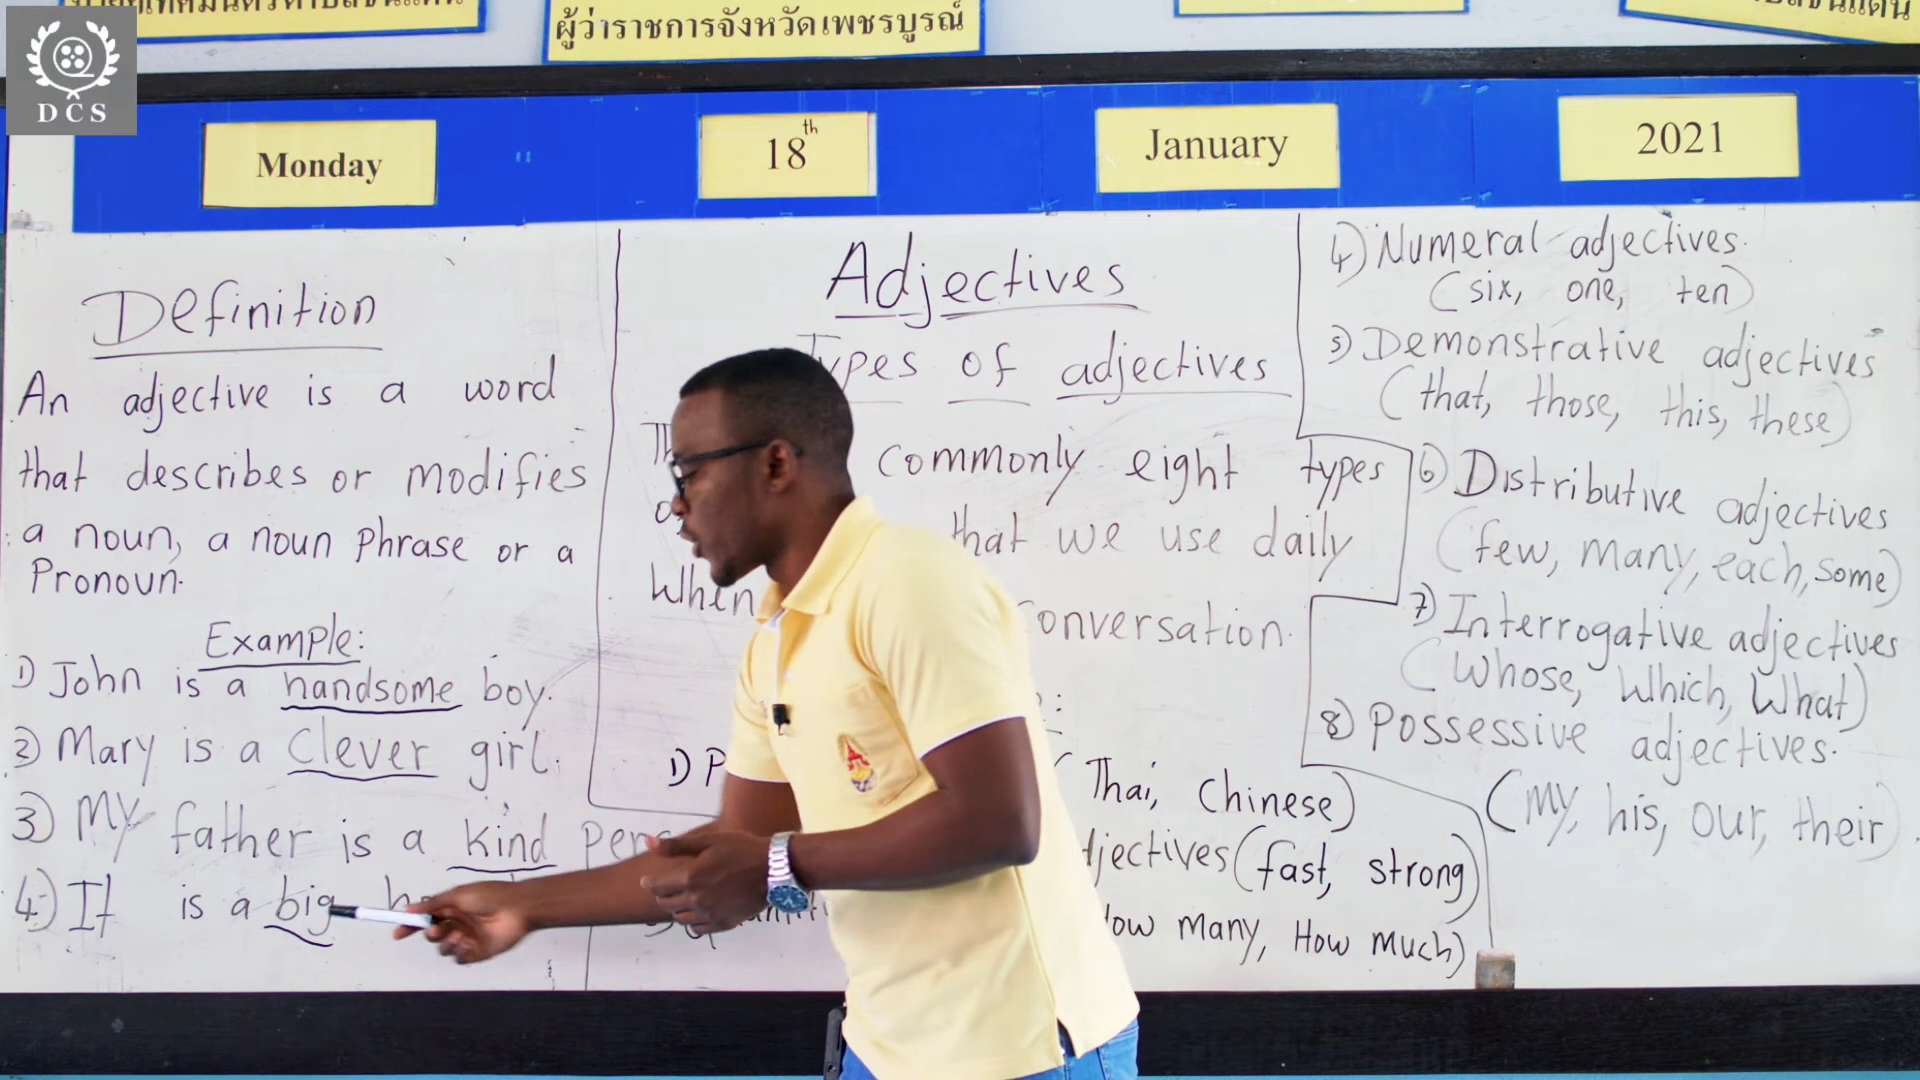 ผู้ว่าราชการจังหวัดเพชรบูรณ์
DCS
Monday
18th
January
2021
Definition
An adjective is a word
that describes or modifies
a noun, a noun phrase or a
Pronoun.
Example:
1) John is a handsome boy.
2) Mary is a clever girl.
3) My father is a kind
4) It is a big
Adjectives
Types of adjectives
commonly eight types
that we use daily
When
1)
(Thai, Chinese)
(fast, strong)
many, How much)
4) Numeral adjectives.
(six, one, ten)
5) Demonstrative adjectives
(that, those, this, these)
6) Distributive adjectives
(few, many, each, some)
7) Interrogative adjectives
(Whose, Which, What)
8) Possessive adjectives.
(my, his, our, their)